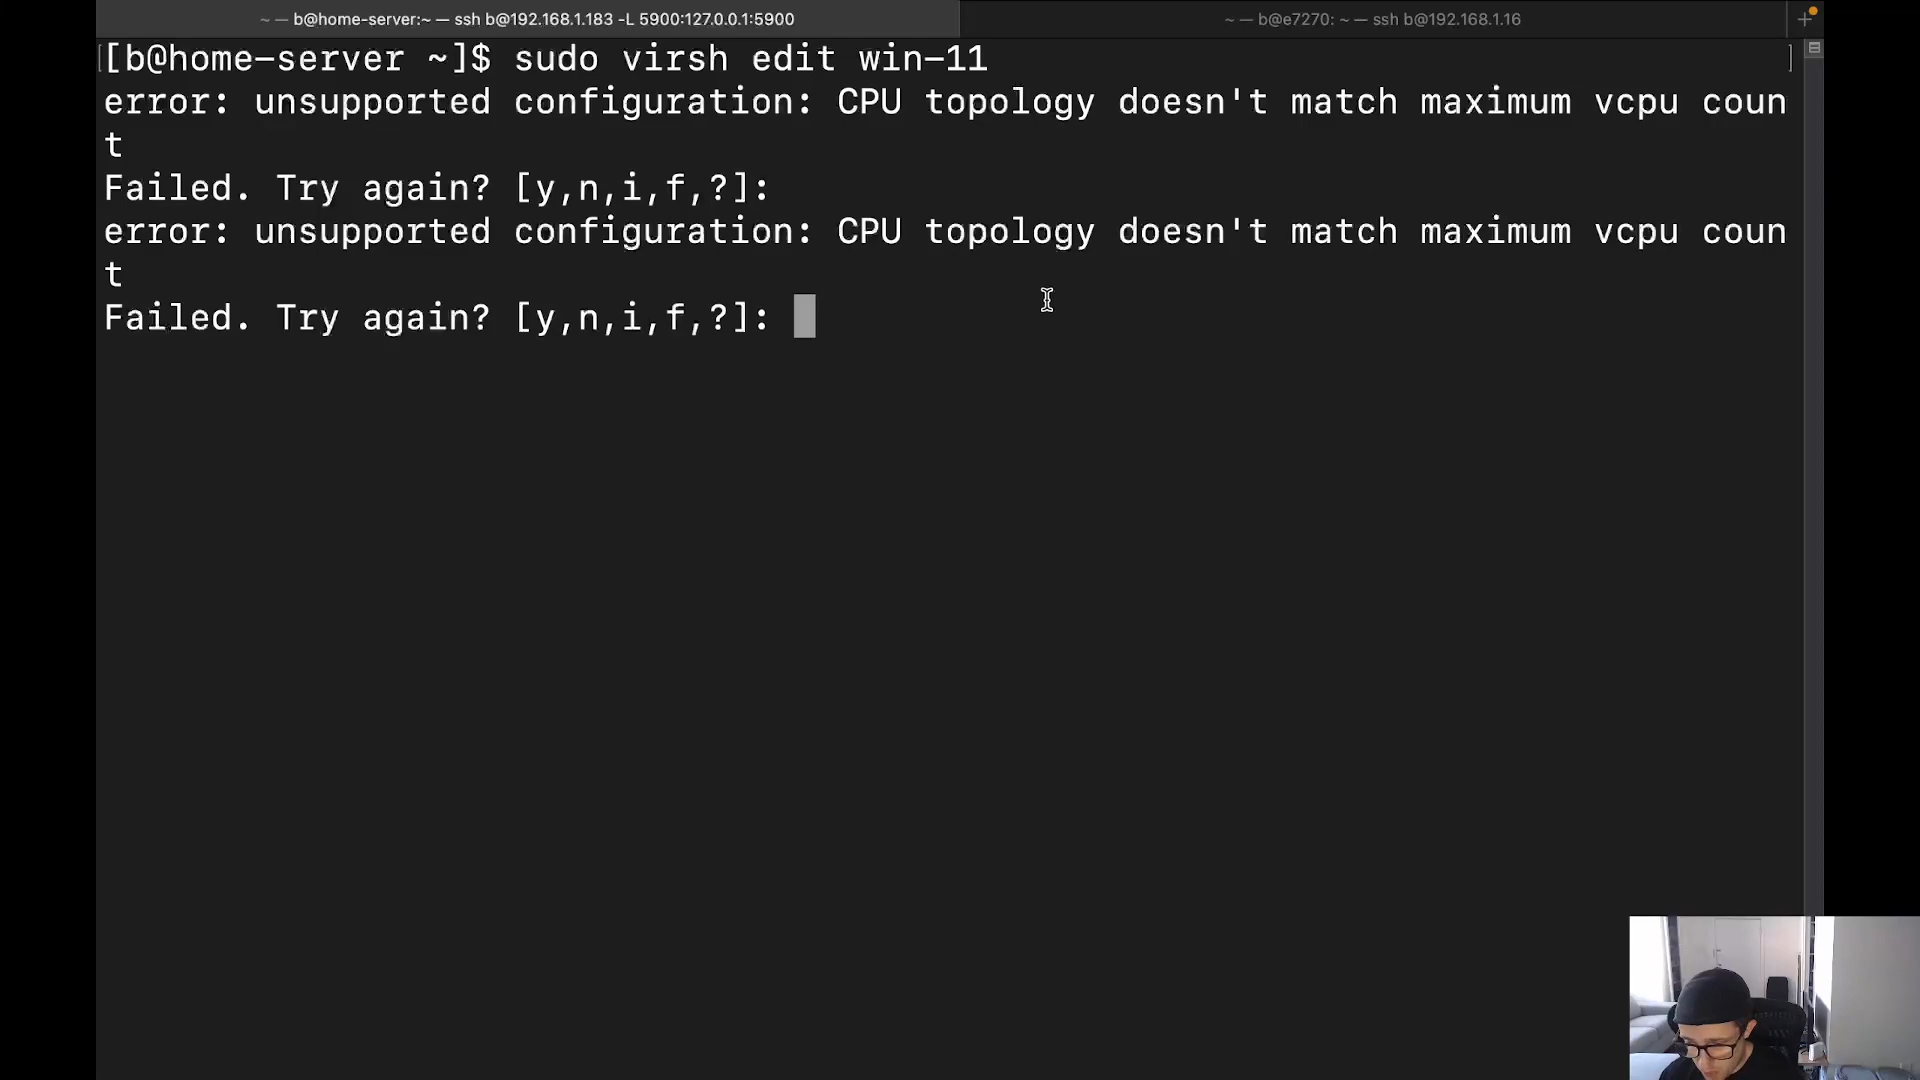 ~ — b@home-server:~ — ssh b@192.168.1.183 -L 5900:127.0.0.1:5900
~ — b@e7270: ~ — ssh b@192.168.1.16
+
[b@home-server ~]$ sudo virsh edit win-11
error: unsupported configuration: CPU topology doesn't match maximum vcpu coun
t
Failed. Try again? [y,n,i,f,?]:
error: unsupported configuration: CPU topology doesn't match maximum vcpu coun
t
Failed. Try again? [y,n,i,f,?]: